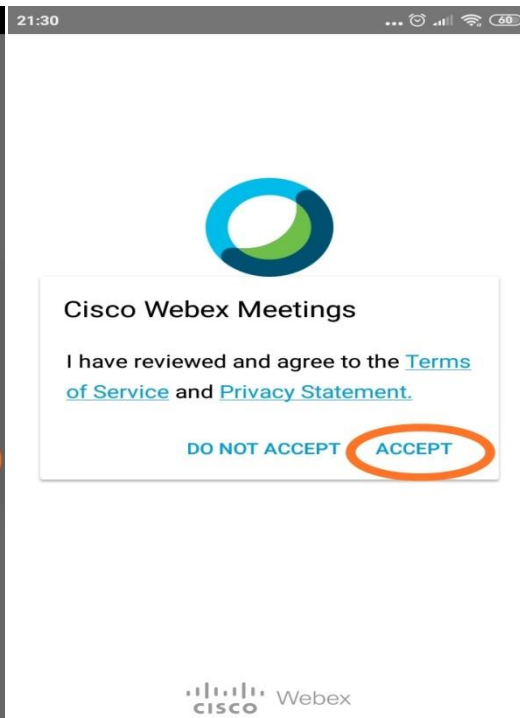 21:30
60
Cisco Webex Meetings
I have reviewed and agree to the Terms
of Service and Privacy Statement.
DO NOT ACCEPT ACCEPT
CISCO Webex